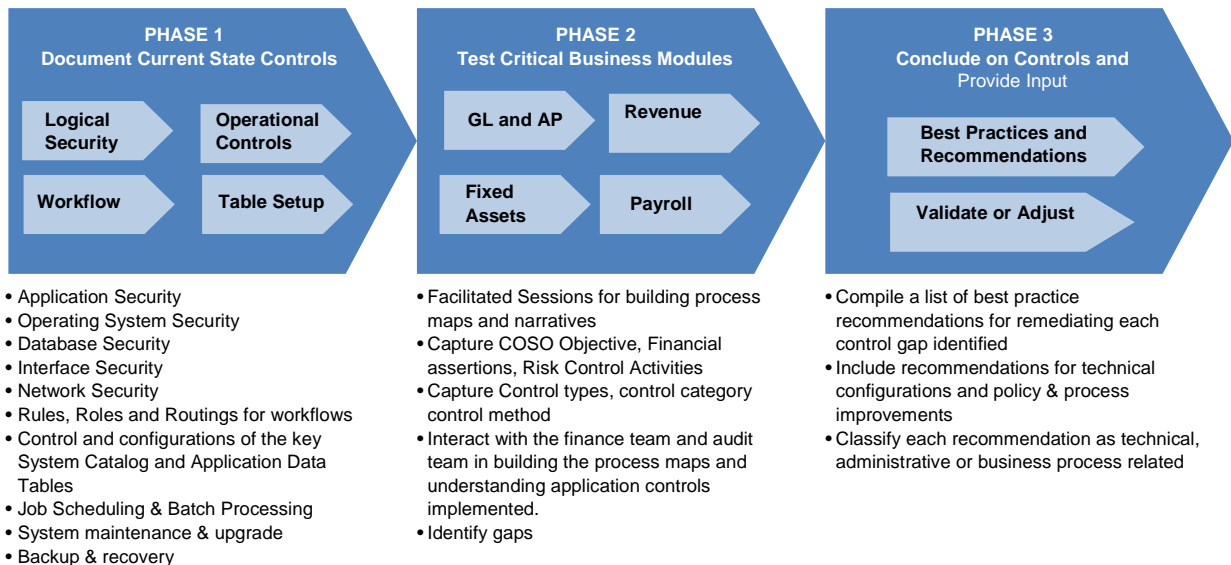 PHASE 1
Document Current State Controls
Logical
Security
Operational
Controls
Workflow
Table Setup
• Application Security
• Operating System Security
• Database Security
• Interface Security
• Network Security
• Rules, Roles and Routings for workflows
• Control and configurations of the key
System Catalog and Application Data
Tables
• Job Scheduling & Batch Processing
• System maintenance & upgrade
• Backup & recovery
PHASE 2
Test Critical Business Modules
GL and AP
Revenue
Fixed
Assets
Payroll
• Facilitated Sessions for building process
maps and narratives
• Capture COSO Objective, Financial
assertions, Risk Control Activities
• Capture Control types, control category
control method
• Interact with the finance team and audit
team in building the process maps and
understanding application controls
implemented.
• Identify gaps
PHASE 3
Conclude on Controls and
Provide Input
Best Practices and
Recommendations
Validate or Adjust
• Compile a list of best practice
recommendations for remediating each
control gap identified
• Include recommendations for technical
configurations and policy & process
improvements
• Classify each recommendation as technical,
administrative or business process related